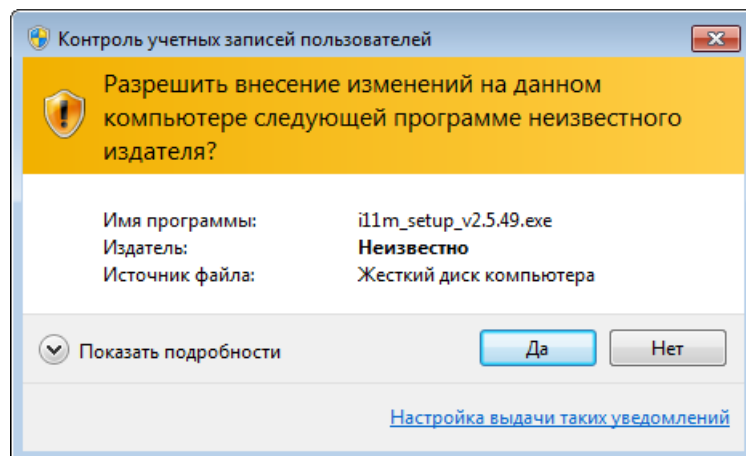 Контроль учетных записей пользователей
Разрешить внесение изменений на данном
компьютере следующей программе неизвестного
издателя?
Имя программы: i11m_setup_v2.5.49.exe
Издатель: Неизвестно
Источник файла: Жесткий диск компьютера
Показать подробности Да Нет
Настройка выдачи таких уведомлений